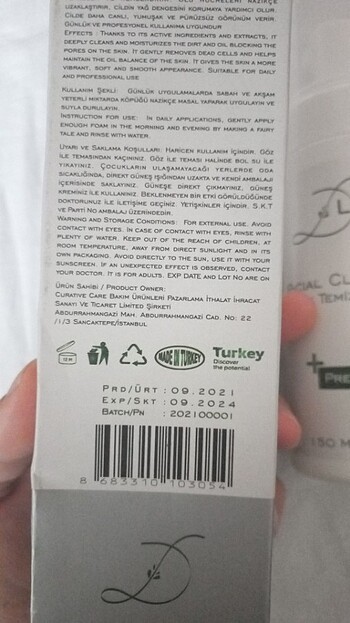 UZAKLAŞTIRIR. CİLDİN YAĞ DENGESİNİ KORUMAYA YARDIMCI OLUR.
CİLDE DAHA CANLI, YUMUŞAK VE PÜRÜZSÜZ GÖRÜNÜM VERİR.
GÜNLÜK VE PROFESYONEL KULLANIMA UYGUNDUR
EFFECTS : THANKS TO ITS ACTIVE INGREDIENTS AND EXTRACTS, IT
DEEPLY CLEANS AND MOISTURIZES THE DIRT AND OIL BLOCKING THE
PORES ON THE SKIN. IT GENTLY REMOVES DEAD CELLS AND HELPS
MAINTAIN THE OIL BALANCE OF THE SKIN. IT GIVES THE SKIN A MORE
VIBRANT, SOFT AND SMOOTH APPEARANCE. SUITABLE FOR DAILY
AND PROFESSIONAL USE
KULLANIM ŞEKLİ: GÜNLÜK UYGULAMALARDA SABAH VE AKŞAM
YETERLİ MİKTARDA KÖPÜĞÜ NAZİKÇE MASAJ YAPARAK UYGULAYIN VE
SUYLA DURULAYIN.
INSTRUCTION FOR USE: IN DAILY APPLICATIONS, GENTLY APPLY
ENOUGH FOAM IN THE MORNING AND EVENING BY MAKING A FAIRY
TALE AND RINSE WITH WATER.
UYARI VE SAKLAMA KOŞULLARI: HARİCEN KULLANIM İÇİNDİR. GÖZ
İLE TEMASINDAN KAÇININIZ. GÖZ İLE TEMASI HALİNDE BOL SU İLE
YIKAYINIZ. ÇOCUKLARIN ULAŞAMAYACAĞI YERLERDE ODA
SICAKLIĞINDA, DİREKT GÜNEŞ IŞIĞINDAN UZAKTA VE KENDİ AMBALAJI
İÇERİSİNDE SAKLAYINIZ. GÜNEŞE DİREKT ÇIKMAYINIZ, GÜNEŞ
KREMİNİZ İLE KULLANINIZ. BEKLENMEYEN BİR ETKİ GÖRÜLDÜĞÜNDE
DOKTORUNUZ İLE İLETİŞİME GEÇİNİZ. YETİŞKİNLER İÇİNDİR. S.K.T
VE PARTİ NO AMBALAJ ÜZERİNDEDİR.
WARNING AND STORAGE CONDITIONS: FOR EXTERNAL USE. AVOID
CONTACT WITH EYES. IN CASE OF CONTACT WITH EYES, RINSE WITH
PLENTY OF WATER. KEEP OUT OF THE REACH OF CHILDREN, AT
ROOM TEMPERATURE, AWAY FROM DIRECT SUNLIGHT AND IN ITS
OWN PACKAGING. AVOID DIRECTLY TO THE SUN, USE IT WITH YOUR
SUNSCREEN. IF AN UNEXPECTED EFFECT IS OBSERVED, CONTACT
YOUR DOCTOR. IT IS FOR ADULTS. EXP DATE AND LOT NO ARE ON
ÜRÜN SAHİBİ / PRODUCT OWNER:
CURATIVE CARE BAKIM ÜRÜNLERİ PAZARLAMA İTHALAT İHRACAT
SANAYİ VE TİCARET LİMİTED ŞİRKETİ
ABDURRAHMANGAZİ MAH. ABDURRAHMANGAZİ CAD. NO: 22
/1/3 SANCAKTEPE/İSTANBUL
12 M
MADE IN TURKEY
Turkey
Discover
the potential
PRD/ÜRT : 09.2021
EXP/SKT : 09.2024
BATCH/PN : 202100001
8 683310 103054
D